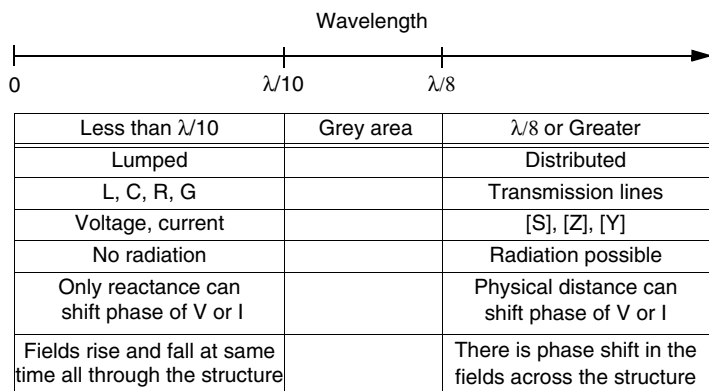 Wavelength
0 λ/10 λ/8
Less than λ/10 Grey area λ/8 or Greater
Lumped Distributed
L, C, R, G Transmission lines
Voltage, current [S], [Z], [Y]
No radiation Radiation possible
Only reactance can Physical distance can
shift phase of V or I shift phase of V or I
Fields rise and fall at same There is phase shift in the
time all through the structure fields across the structure